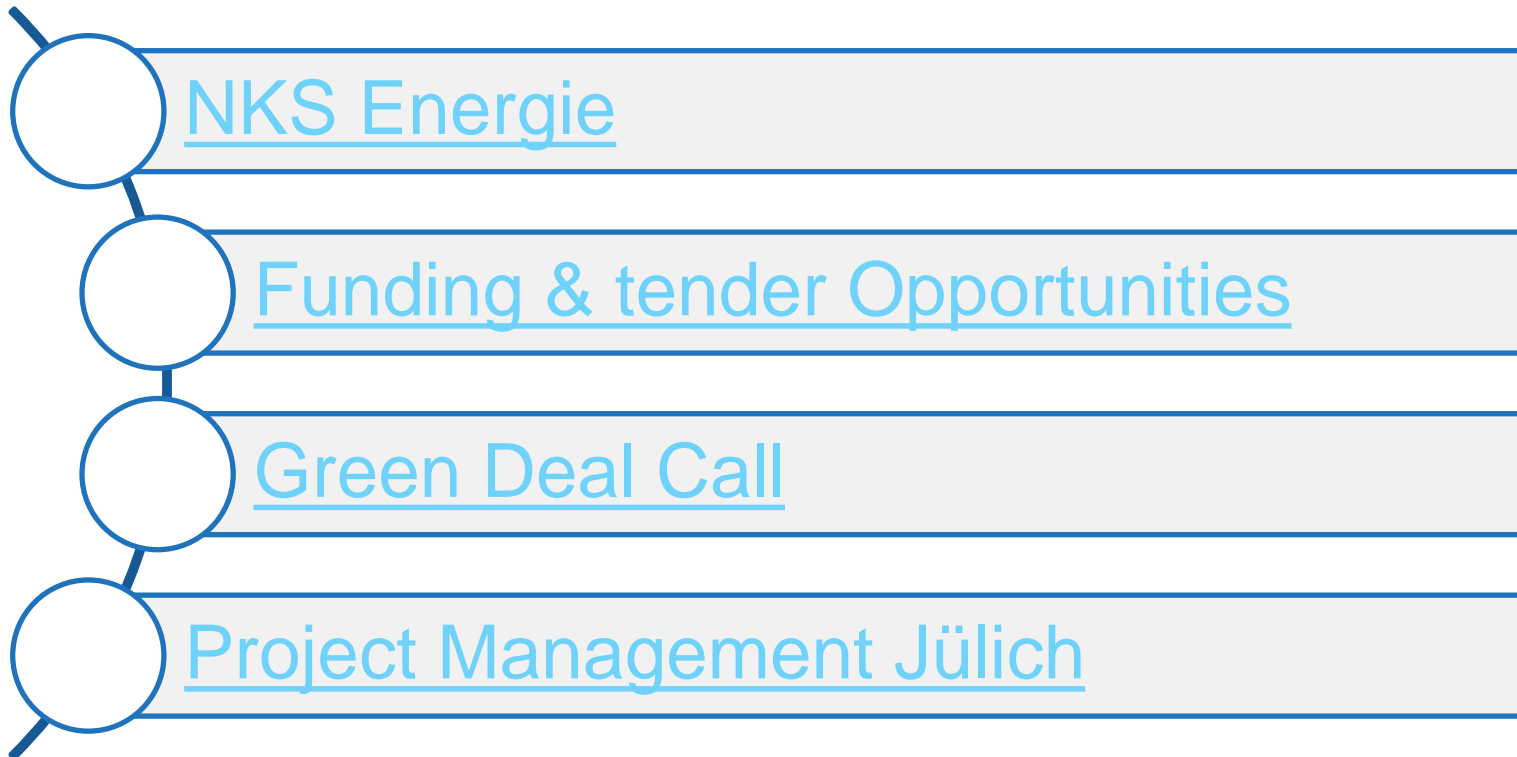 NKS Energie
Funding & tender Opportunities
Green Deal Call
Project Management Jülich